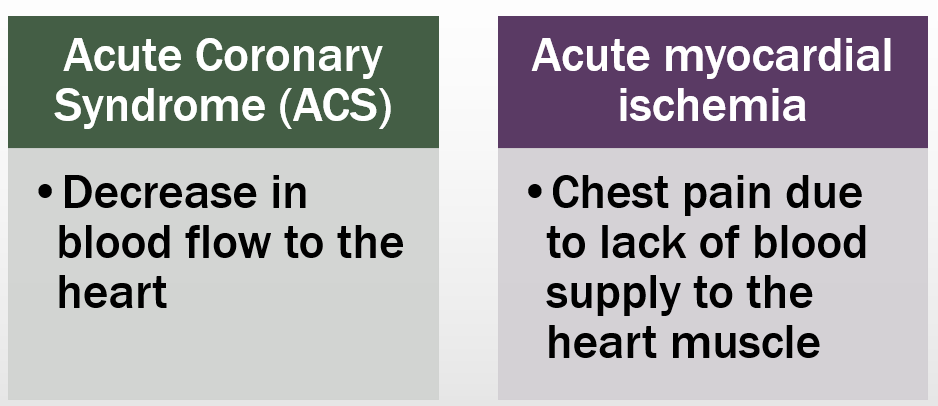 Acute Coronary
Syndrome (ACS)
• Decrease in
blood flow to the
heart
Acute myocardial
ischemia
• Chest pain due
to lack of blood
supply to the
heart muscle